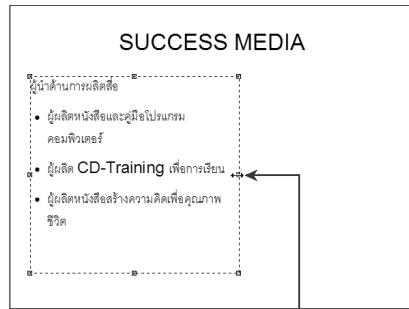 SUCCESS MEDIA
ผู้นำด้านการผลิตสื่อ
• ผู้ผลิตหนังสือและคู่มือโปรแกรม
คอมพิวเตอร์
• ผู้ผลิต CD-Training เพื่อการเรียน
• ผู้ผลิตหนังสือสร้างความคิดเพื่อคุณภาพ
ชีวิต